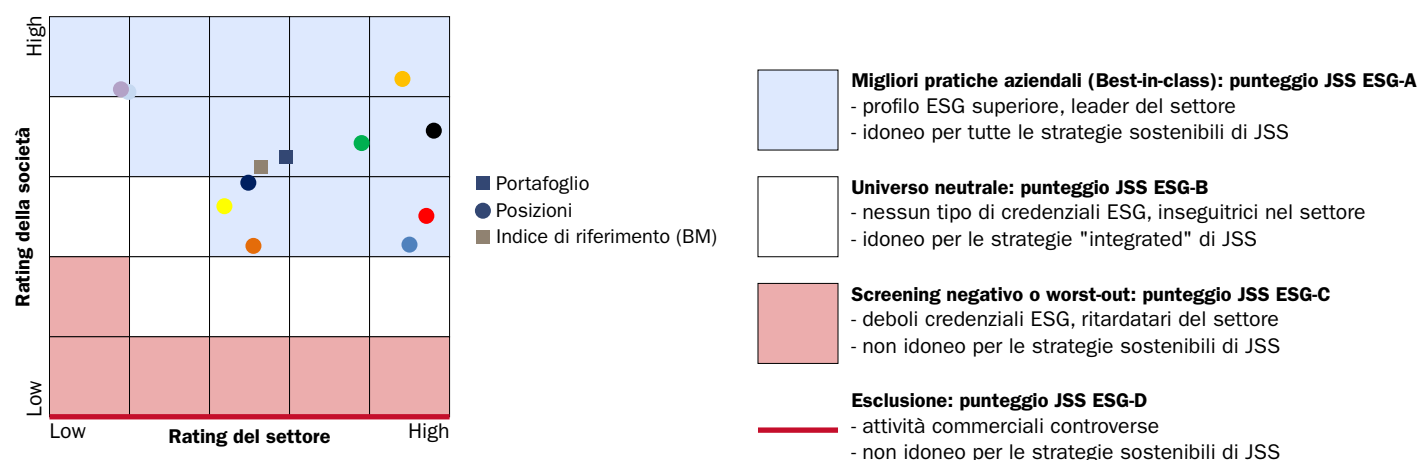 High
Rating della società
Low
Low
Rating del settore
High
Portafoglio
Posizioni
Indice di riferimento (BM)
Migliori pratiche aziendali (Best-in-class): punteggio JSS ESG-A
- profilo ESG superiore, leader del settore
- idoneo per tutte le strategie sostenibili di JSS
Universo neutrale: punteggio JSS ESG-B
- nessun tipo di credenziali ESG, inseguitrici nel settore
- idoneo per le strategie "integrated" di JSS
Screening negativo o worst-out: punteggio JSS ESG-C
- deboli credenziali ESG, ritardatari del settore
- non idoneo per le strategie sostenibili di JSS
Esclusione: punteggio JSS ESG-D
- attività commerciali controverse
- non idoneo per le strategie sostenibili di JSS